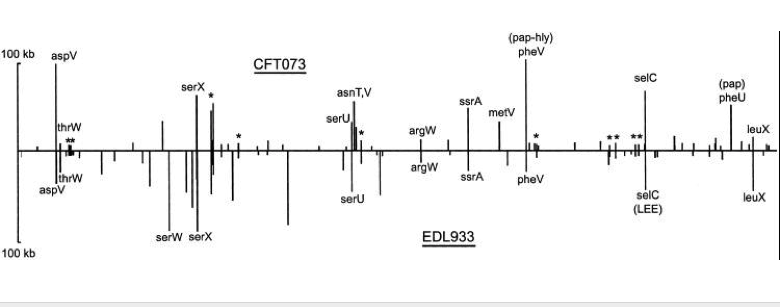 (pap-hly)
100 kb aspV pheV
CFT073
selC
serX asnT,V (pap)
* ssrA pheU
thrW serU metV
** * * argW * ** ** leuX
thrW argW
aspV ssrA pheV
serU selC leuX
(LEE)
serW serX EDL933
100 kb